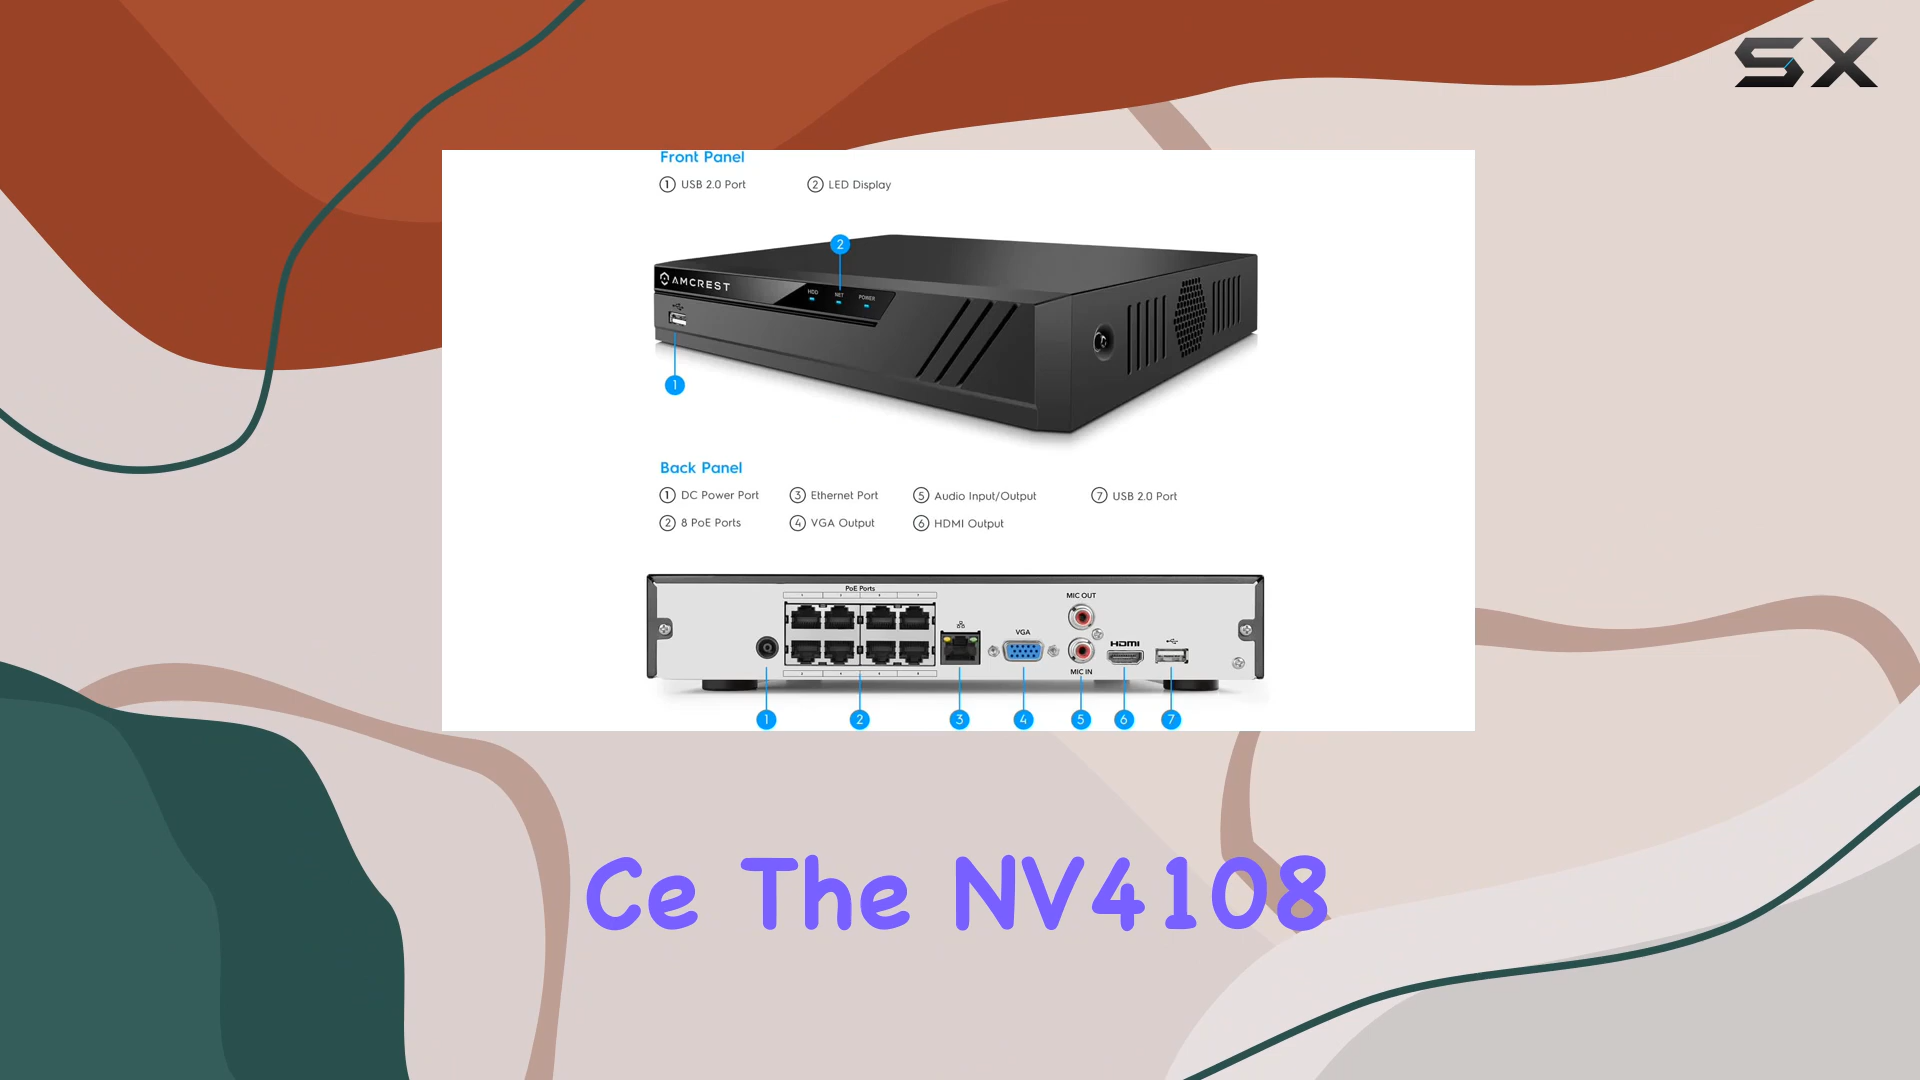 SX
Front Panel
1 USB 2.0 Port 2 LED Display
2
AMCREST HDD NET POWER
1
Back Panel
1 DC Power Port 3 Ethernet Port 5 Audio Input/Output 7 USB 2.0 Port
2 8 PoE Ports 4 VGA Output 6 HDMI Output
PoE Ports
MIC OUT
VGA
HDMI
MIC IN
1 2 3 4 5 6 7
Ce The NV4108